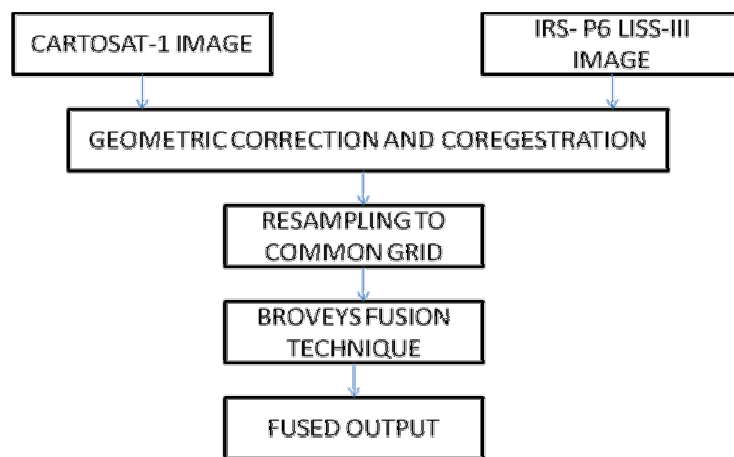 CARTOSAT-1 IMAGE
IRS- P6 LISS-III
IMAGE
GEOMETRIC CORRECTION AND COREGESTRATION
RESAMPLING TO
COMMON GRID
BROVEYS FUSION
TECHNIQUE
FUSED OUTPUT